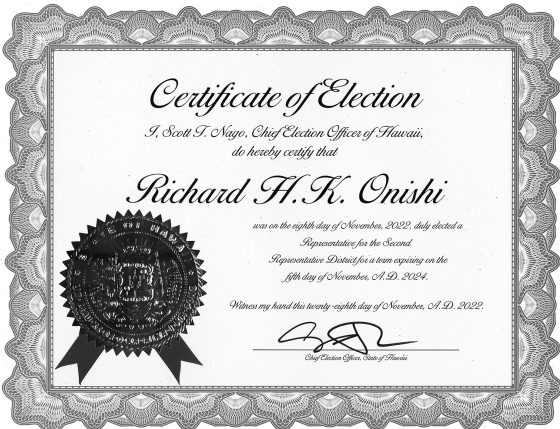 Certificate of Election
I, Scott T. Nago, Chief Election Officer of Hawaii,
do hereby certify that
Richard H.K. Onishi
was on the eighth day of November, 2022, duly elected a
Representative for the Second
Representative District for a term expiring on the
fifth day of November, A.D. 2024.
Witness my hand this twenty-eighth day of November, A.D. 2022.
Chief Election Officer, State of Hawaii